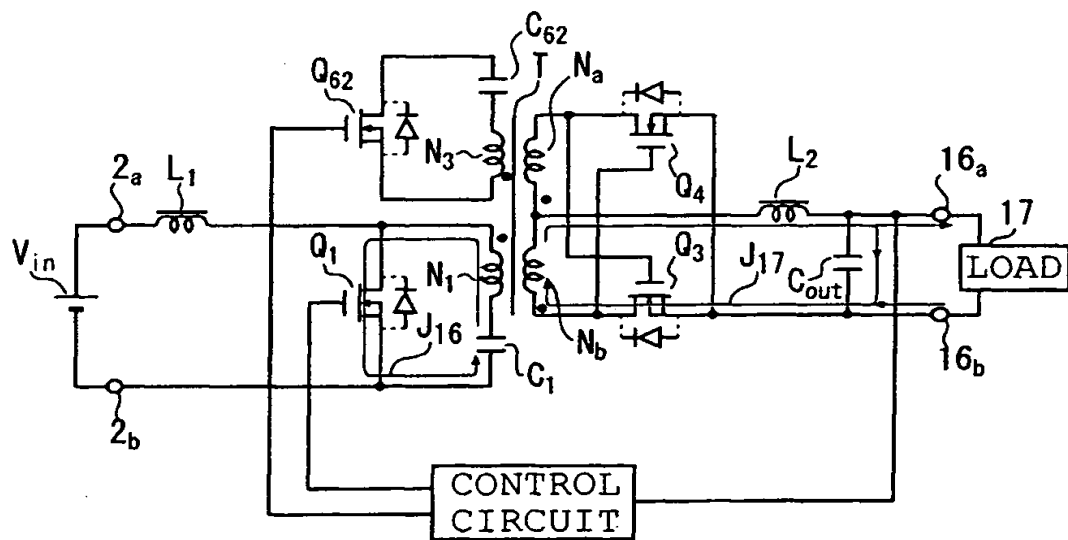 C62
T
Na
Q62
N3
Q4
L2
16a
2a
L1
17
Vin
Q1
N1
Q3
J17
Cout
LOAD
J16
C1
Nb
16b
2b
CONTROL
CIRCUIT